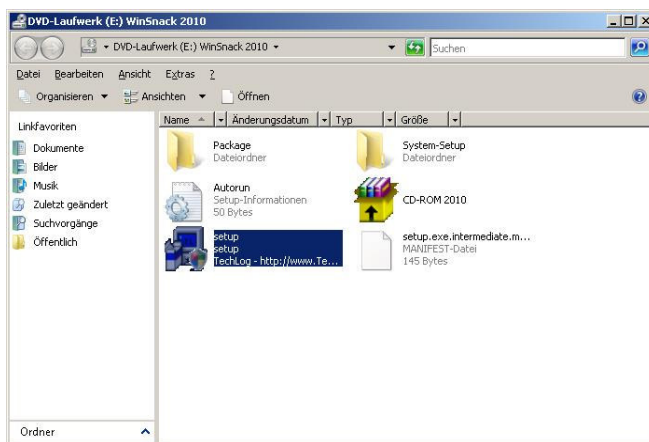 DVD-Laufwerk (E:) WinSnack 2010
DVD-Laufwerk (E:) WinSnack 2010
Suchen
Datei Bearbeiten Ansicht Extras ?
Organisieren Ansichten Öffnen
Linkfavoriten
Dokumente
Bilder
Musik
Zuletzt geändert
Suchvorgänge
Öffentlich
Ordner
Name Änderungsdatum Typ Größe
Package
Dateiordner
System-Setup
Dateiordner
Autorun
Setup-Informationen
50 Bytes
CD-ROM 2010
setup
setup
TechLog - http://www.Te...
setup.exe.intermediate.m...
MANIFEST-Datei
145 Bytes